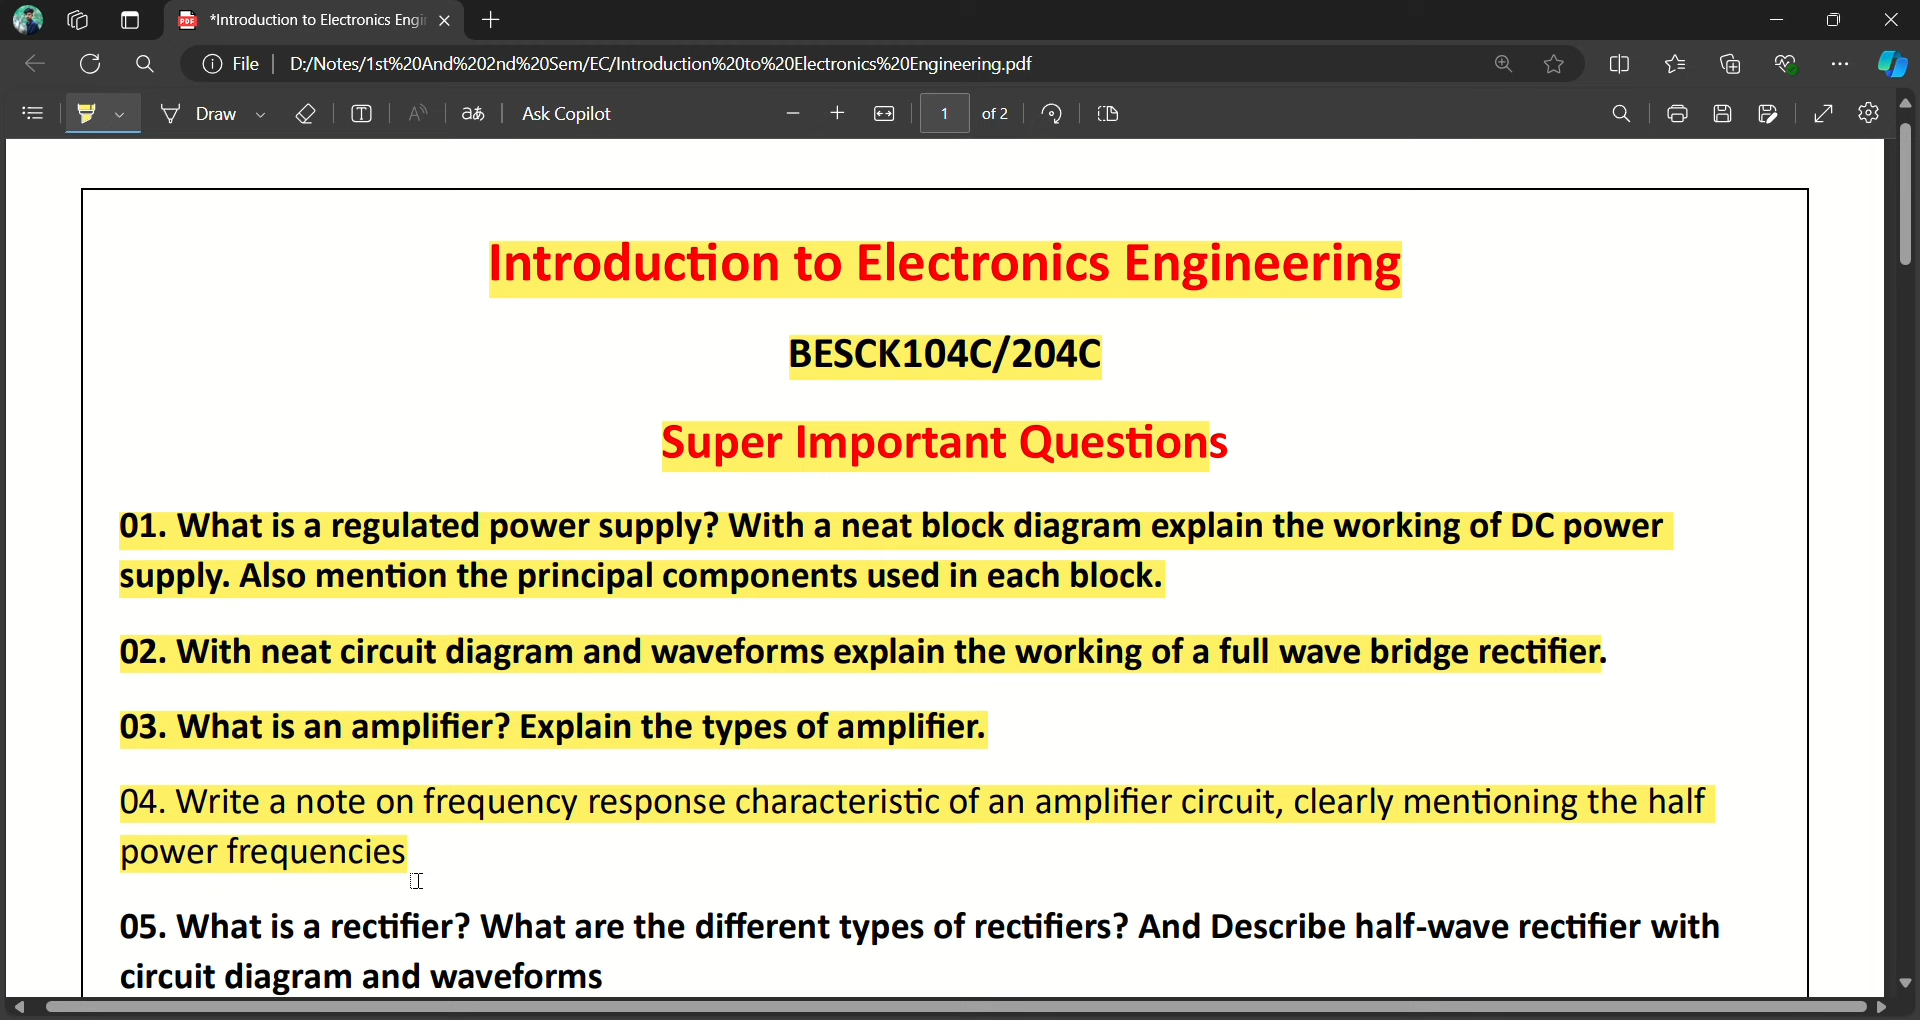 *Introduction to Electronics Engi
File
D:/Notes/1st%20And%202nd%20Sem/EC/Introduction%20to%20Electronics%20Engineering.pdf
Draw
aあ
Ask Copilot
1
of 2
Introduction to Electronics Engineering
BESCK104C/204C
Super Important Questions
01. What is a regulated power supply? With a neat block diagram explain the working of DC power
supply. Also mention the principal components used in each block.
02. With neat circuit diagram and waveforms explain the working of a full wave bridge rectifier.
03. What is an amplifier? Explain the types of amplifier.
04. Write a note on frequency response characteristic of an amplifier circuit, clearly mentioning the half
power frequencies
05. What is a rectifier? What are the different types of rectifiers? And Describe half-wave rectifier with
circuit diagram and waveforms